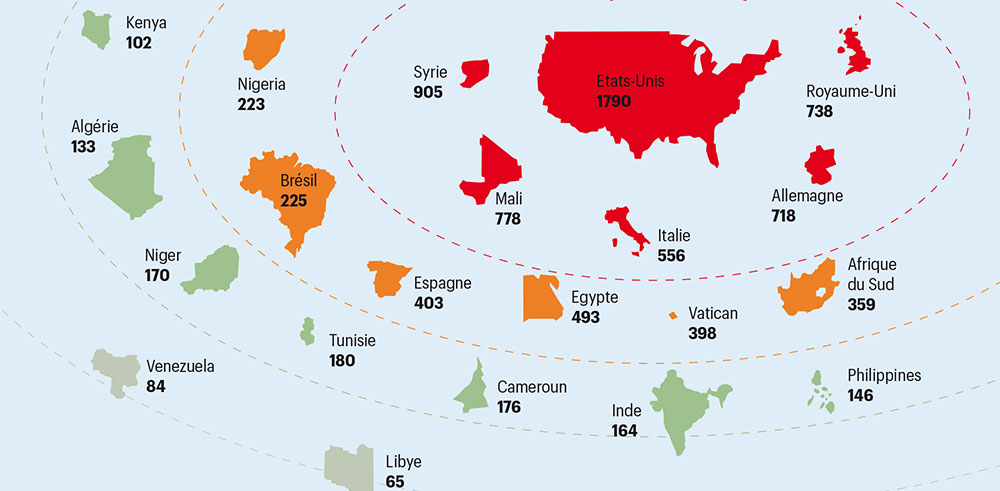 Kenya
102
Nigeria
223
Syrie
905
Etats-Unis
1790
Royaume-Uni
738
Algérie
133
Brésil
225
Mali
778
Allemagne
718
Italie
556
Niger
170
Espagne
403
Egypte
493
Vatican
398
Afrique
du Sud
359
Tunisie
180
Venezuela
84
Cameroun
176
Inde
164
Philippines
146
Libye
65